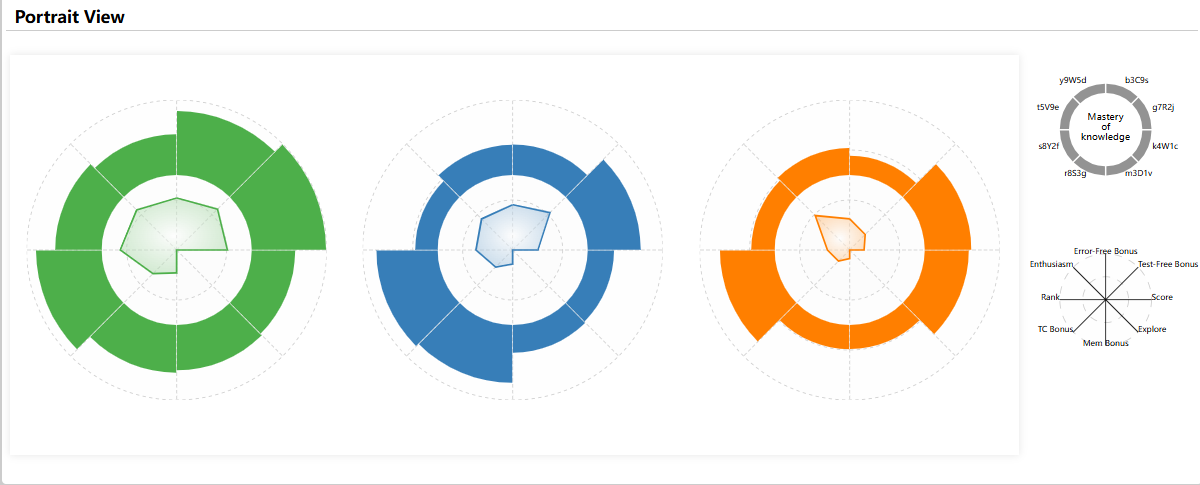 Portrait View
y9W5d
b3C9s
t5V9e
g7R2j
Mastery
of
knowledge
s8Y2f
k4W1c
r8S3g
m3D1v
Error-Free Bonus
Enthusiasm
Test-Free Bonus
Rank
Score
TC Bonus
Explore
Mem Bonus